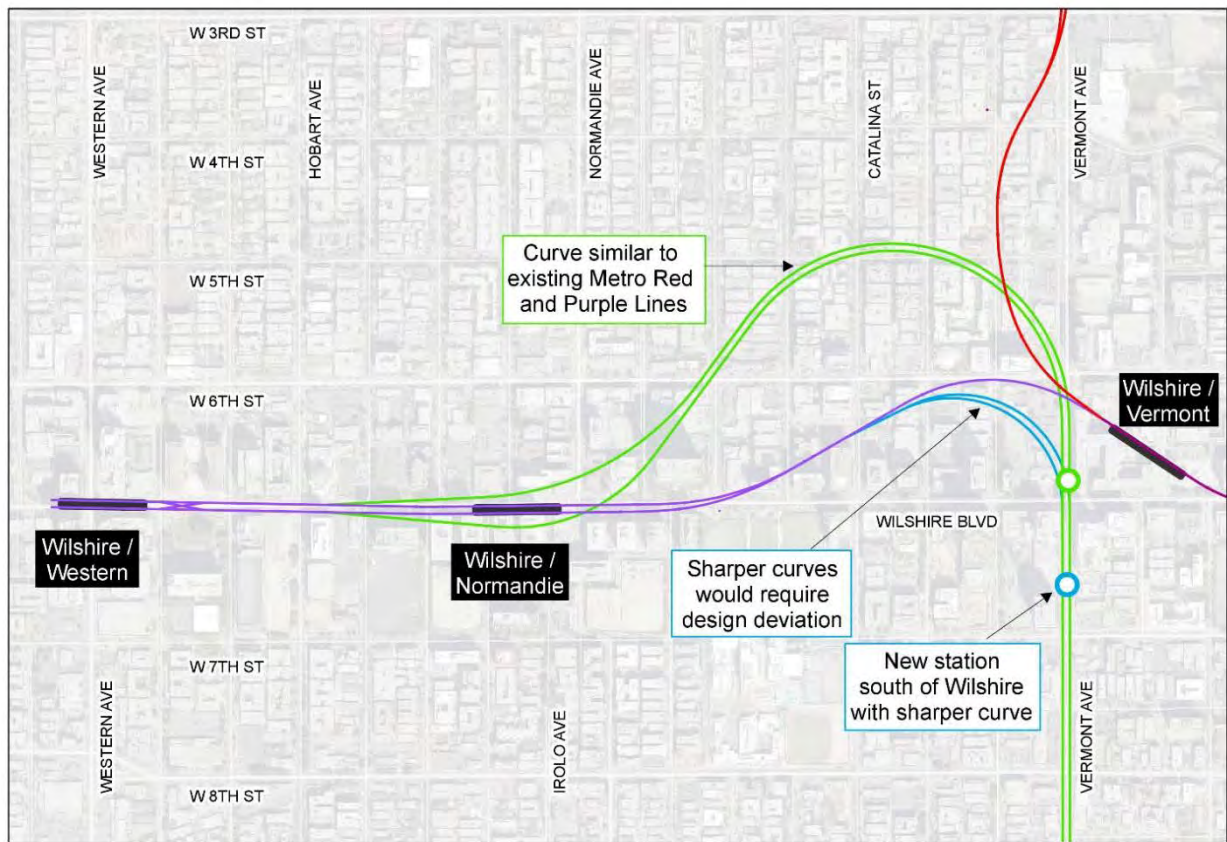 W 3RD ST
WESTERN AVE
HOBART AVE
NORMANDIE AVE
CATALINA ST
VERMONT AVE
W 4TH ST
Curve similar to
existing Metro Red
and Purple Lines
W 5TH ST
W 6TH ST
Wilshire /
Vermont
WILSHIRE BLVD
Wilshire /
Western
Wilshire /
Normandie
Sharper curves
would require
design deviation
New station
south of Wilshire
with sharper curve
W 7TH ST
WESTERN AVE
IROLO AVE
VERMONT AVE
W 8TH ST